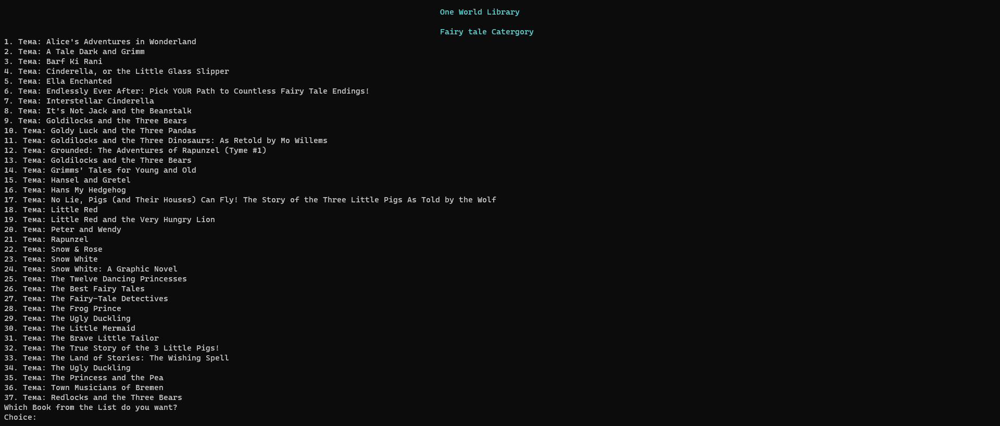 One World Library
Fairy tale Catergory
1. Тема: Alice's Adventures in Wonderland
2. Тема: A Tale Dark and Grimm
3. Тема: Barf Ki Rani
4. Тема: Cinderella, or the Little Glass Slipper
5. Тема: Ella Enchanted
6. Тема: Endlessly Ever After: Pick YOUR Path to Countless Fairy Tale Endings!
7. Тема: Interstellar Cinderella
8. Тема: It's Not Jack and the Beanstalk
9. Тема: Goldilocks and the Three Bears
10. Тема: Goldy Luck and the Three Pandas
11. Тема: Goldilocks and the Three Dinosaurs: As Retold by Mo Willems
12. Тема: Grounded: The Adventures of Rapunzel (Tyme #1)
13. Тема: Goldilocks and the Three Bears
14. Тема: Grimms' Tales for Young and Old
15. Тема: Hansel and Gretel
16. Тема: Hans My Hedgehog
17. Тема: No Lie, Pigs (and Their Houses) Can Fly! The Story of the Three Little Pigs As Told by the Wolf
18. Тема: Little Red
19. Тема: Little Red and the Very Hungry Lion
20. Тема: Peter and Wendy
21. Тема: Rapunzel
22. Тема: Snow & Rose
23. Тема: Snow White
24. Тема: Snow White: A Graphic Novel
25. Тема: The Twelve Dancing Princesses
26. Тема: The Best Fairy Tales
27. Тема: The Fairy-Tale Detectives
28. Тема: The Frog Prince
29. Тема: The Ugly Duckling
30. Тема: The Little Mermaid
31. Тема: The Brave Little Tailor
32. Тема: The True Story of the 3 Little Pigs!
33. Тема: The Land of Stories: The Wishing Spell
34. Тема: The Ugly Duckling
35. Тема: The Princess and the Pea
36. Тема: Town Musicians of Bremen
37. Тема: Redlocks and the Three Bears
Which Book from the List do you want?
Choice: